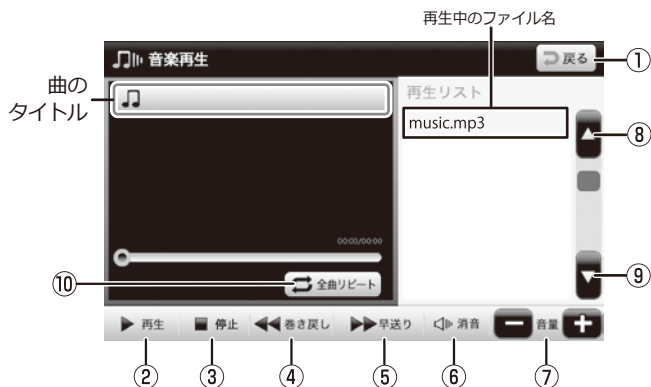 再生中のファイル名
音楽再生
戻る
①
曲の
タイトル
再生リスト
music.mp3
⑧
00:00/00:00
⑩
全曲リピート
⑨
再生
停止
巻き戻し
早送り
消音
音量
②
③
④
⑤
⑥
⑦